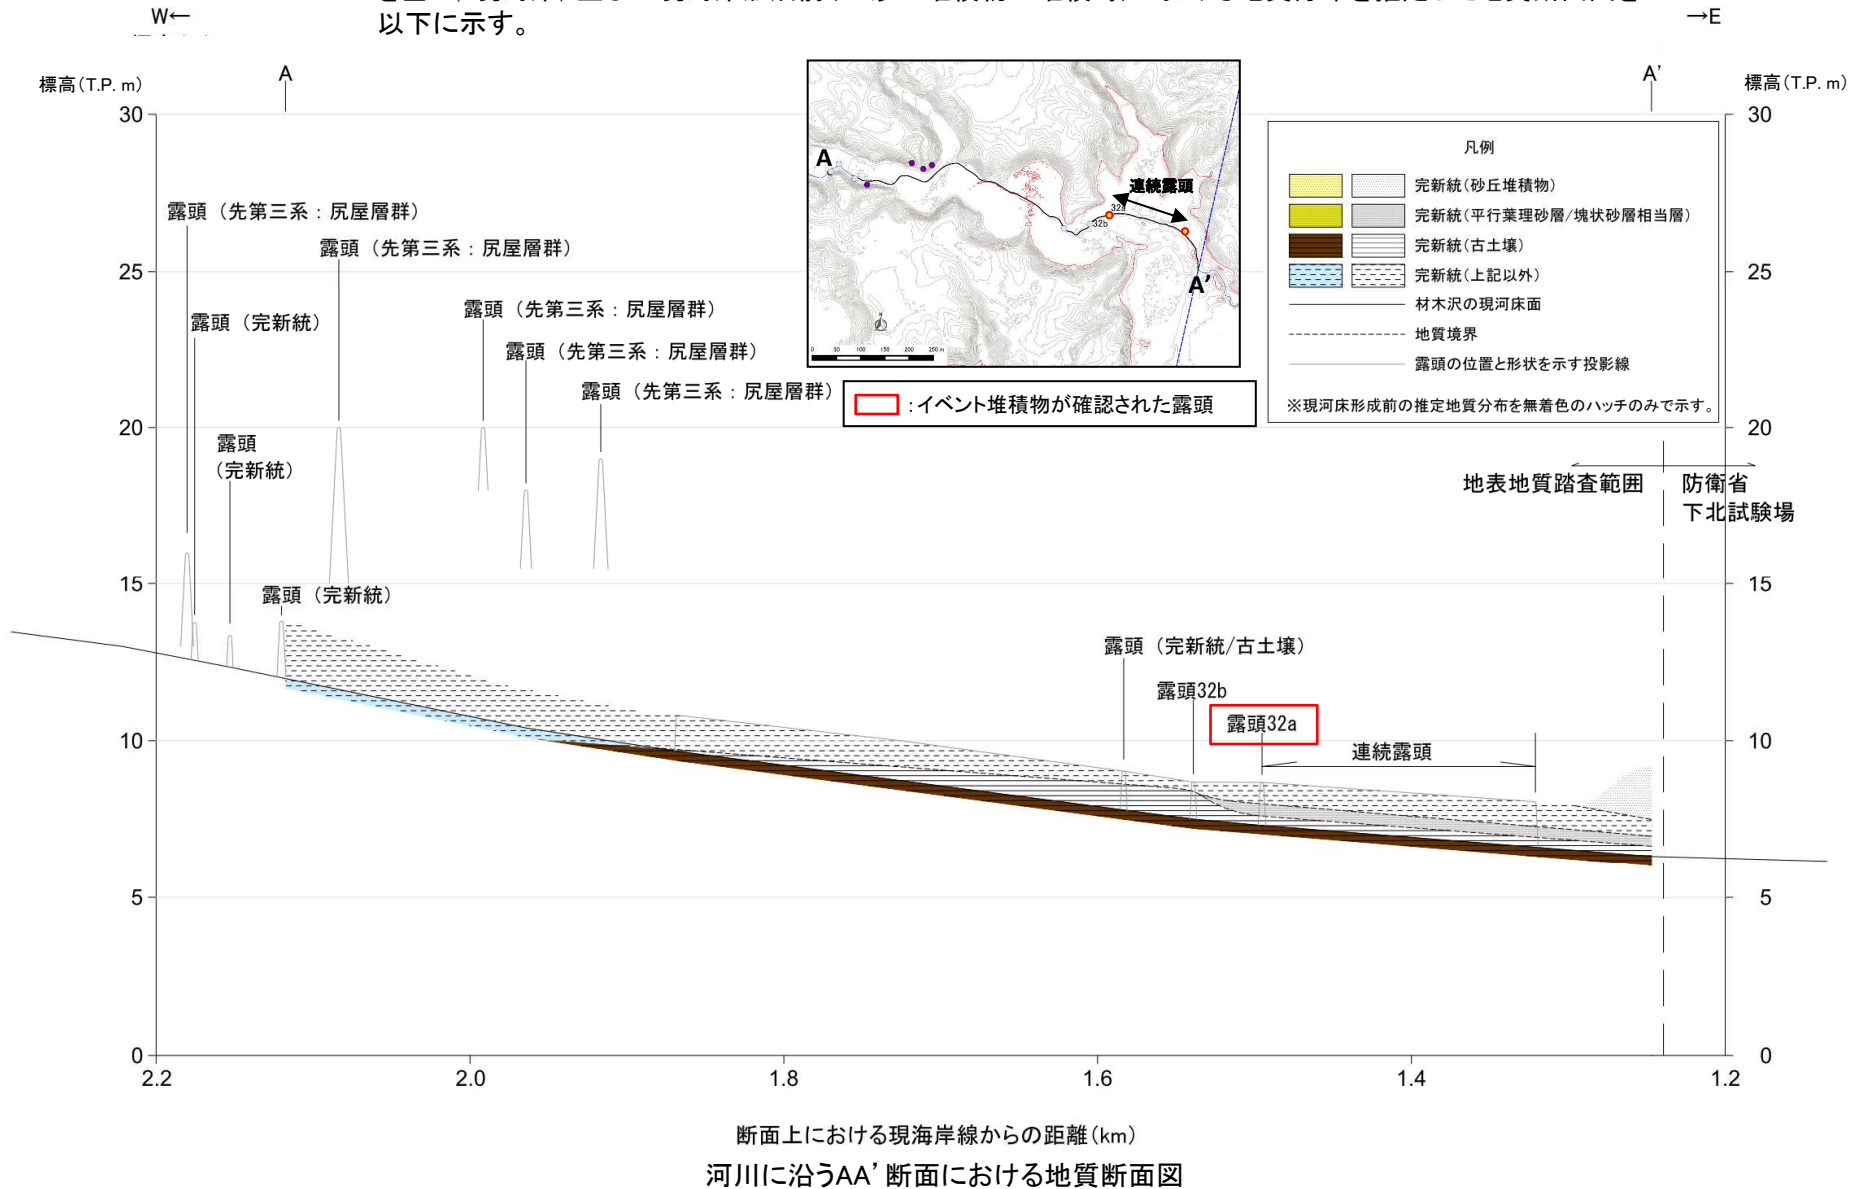 W←
→E
以下に示す。
標高(T.P. m)
A
A'
標高(T.P. m)
30
25
20
15
10
5
0
30
25
20
15
10
5
0
A
連続露頭
32a
32b
A'
N
0 50 100 150 200 250 m
:イベント堆積物が確認された露頭
凡例
完新統(砂丘堆積物)
完新統(平行葉理砂層/塊状砂層相当層)
完新統(古土壌)
完新統(上記以外)
材木沢の現河床面
地質境界
露頭の位置と形状を示す投影線
※現河床形成前の推定地質分布を無着色のハッチのみで示す。
露頭(先第三系:尻屋層群)
露頭(先第三系:尻屋層群)
露頭(完新統)
露頭(先第三系:尻屋層群)
露頭(先第三系:尻屋層群)
露頭(先第三系:尻屋層群)
露頭
(完新統)
露頭(完新統)
地表地質踏査範囲
防衛省
下北試験場
露頭(完新統/古土壌)
露頭32b
露頭32a
連続露頭
2.2
2.0
1.8
1.6
1.4
1.2
断面上における現海岸線からの距離(km)
河川に沿うAA'断面における地質断面図